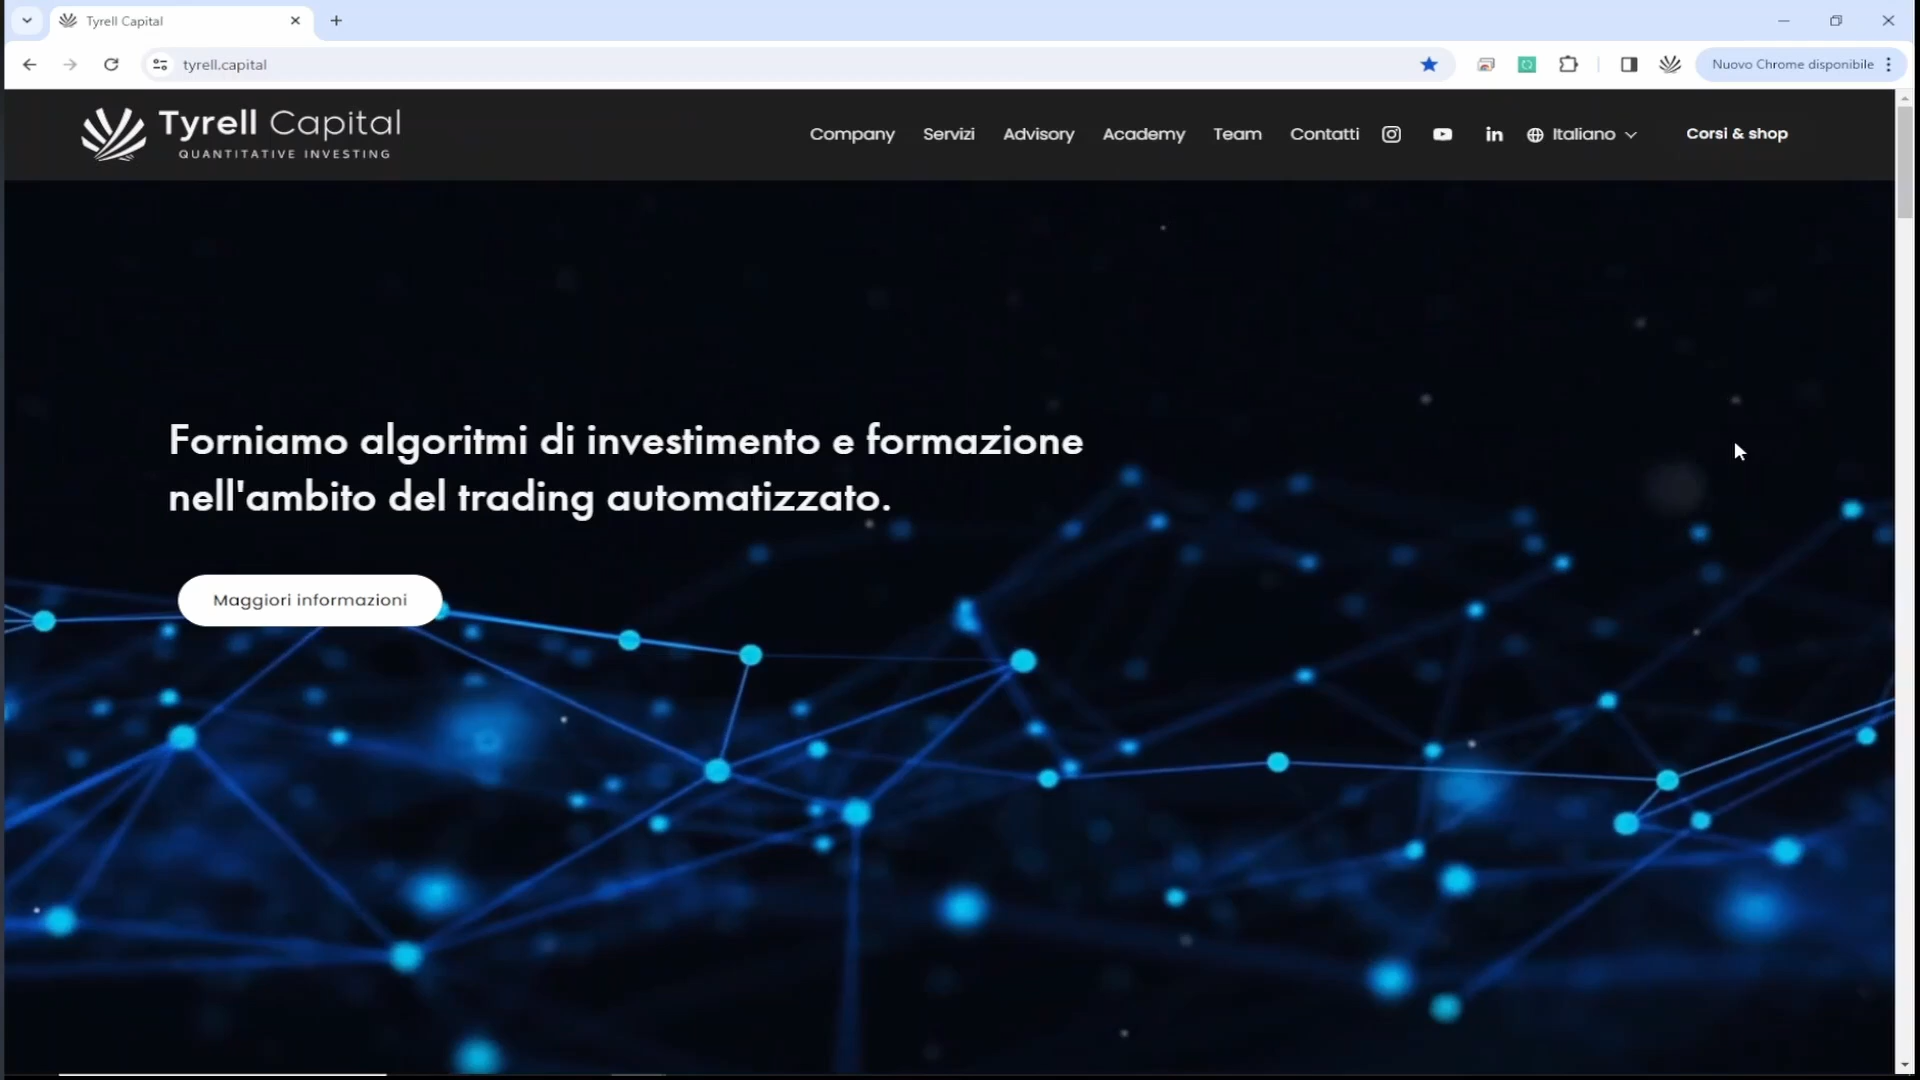 Tyrell Capital
tyrell.capital
Nuovo Chrome disponibile
Tyrell Capital
QUANTITATIVE INVESTING
Company
Servizi
Advisory
Academy
Team
Contatti
in
Italiano
Corsi & shop
Forniamo algoritmi di investimento e formazione
nell'ambito del trading automatizzato.
Maggiori informazioni